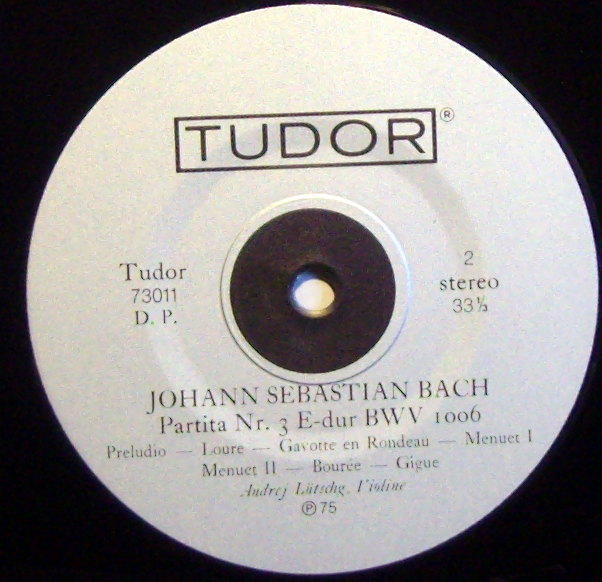 TUDOR®
Tudor
73011
D. P.
2
stereo
33⅓
JOHANN SEBASTIAN BACH
Partita Nr. 3 E-dur BWV 1006
Preludio — Loure — Gavotte en Rondeau — Menuet I
Menuet II — Bourée — Gigue
Andrej Lütschg, Violine
℗ 75